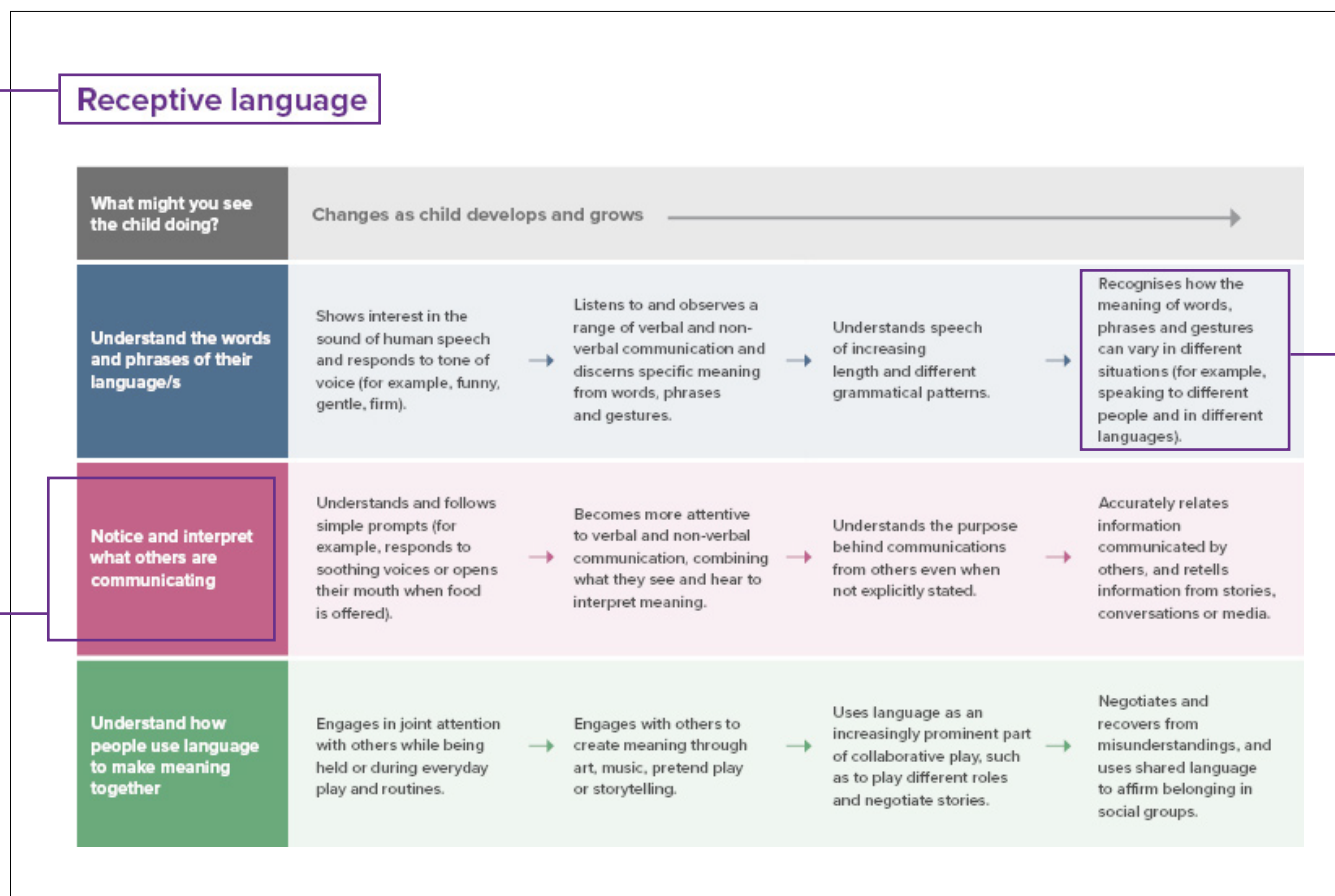 Receptive language
What might you see
the child doing?
Changes as child develops and grows
Understand the words
and phrases of their
language/s
Shows interest in the
sound of human speech
and responds to tone of
voice (for example, funny,
gentle, firm).
Listens to and observes a
range of verbal and non-
verbal communication and
discerns specific meaning
from words, phrases
and gestures.
Understands speech
of increasing
length and different
grammatical patterns.
Recognises how the
meaning of words,
phrases and gestures
can vary in different
situations (for example,
speaking to different
people and in different
languages).
Notice and interpret
what others are
communicating
Understands and follows
simple prompts (for
example, responds to
soothing voices or opens
their mouth when food
is offered).
Becomes more attentive
to verbal and non-verbal
communication, combining
what they see and hear to
interpret meaning.
Understands the purpose
behind communications
from others even when
not explicitly stated.
Accurately relates
information
communicated by
others, and retells
information from stories,
conversations or media.
Understand how
people use language
to make meaning
together
Engages in joint attention
with others while being
held or during everyday
play and routines.
Engages with others to
create meaning through
art, music, pretend play
or storytelling.
Uses language as an
increasingly prominent part
of collaborative play, such
as to play different roles
and negotiate stories.
Negotiates and
recovers from
misunderstandings, and
uses shared language
to affirm belonging in
social groups.